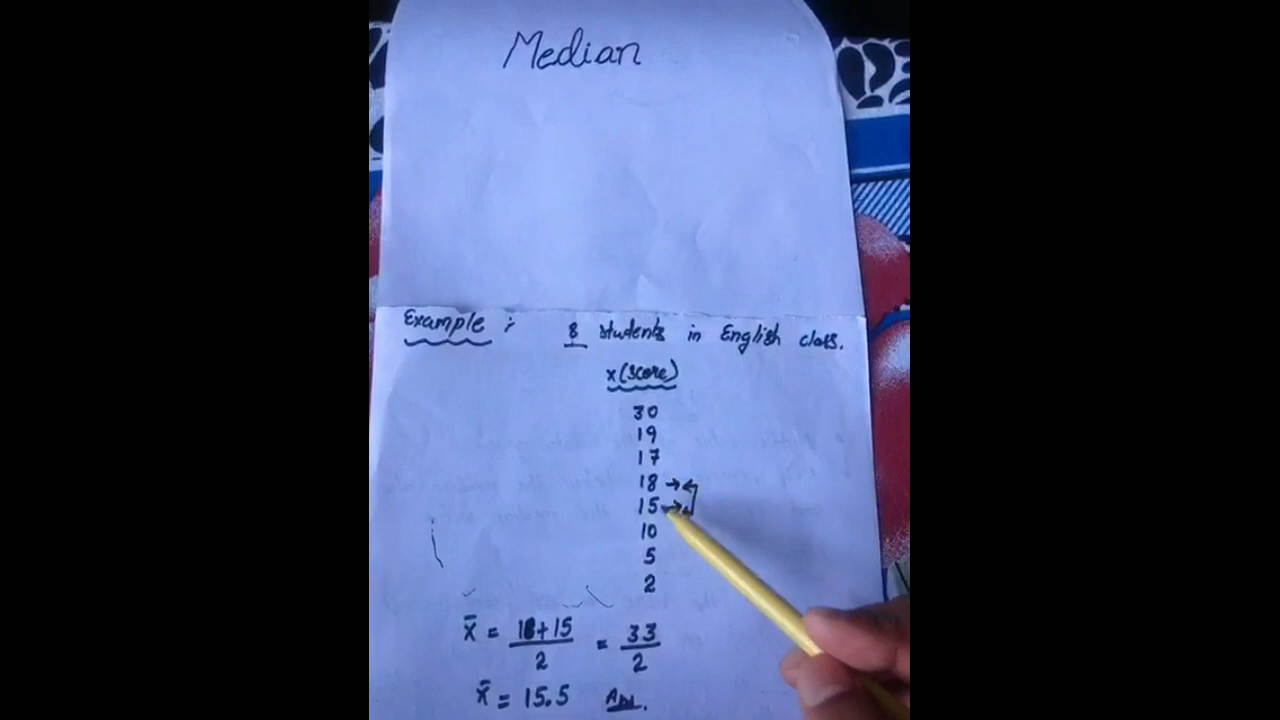 Median
Example :- 8 students in English class.
x (Score)
30
19
17
18 →←
15 →←
10
5
2
x̄ = 18+15/2 = 33/2
x̄ = 15.5 Ans.